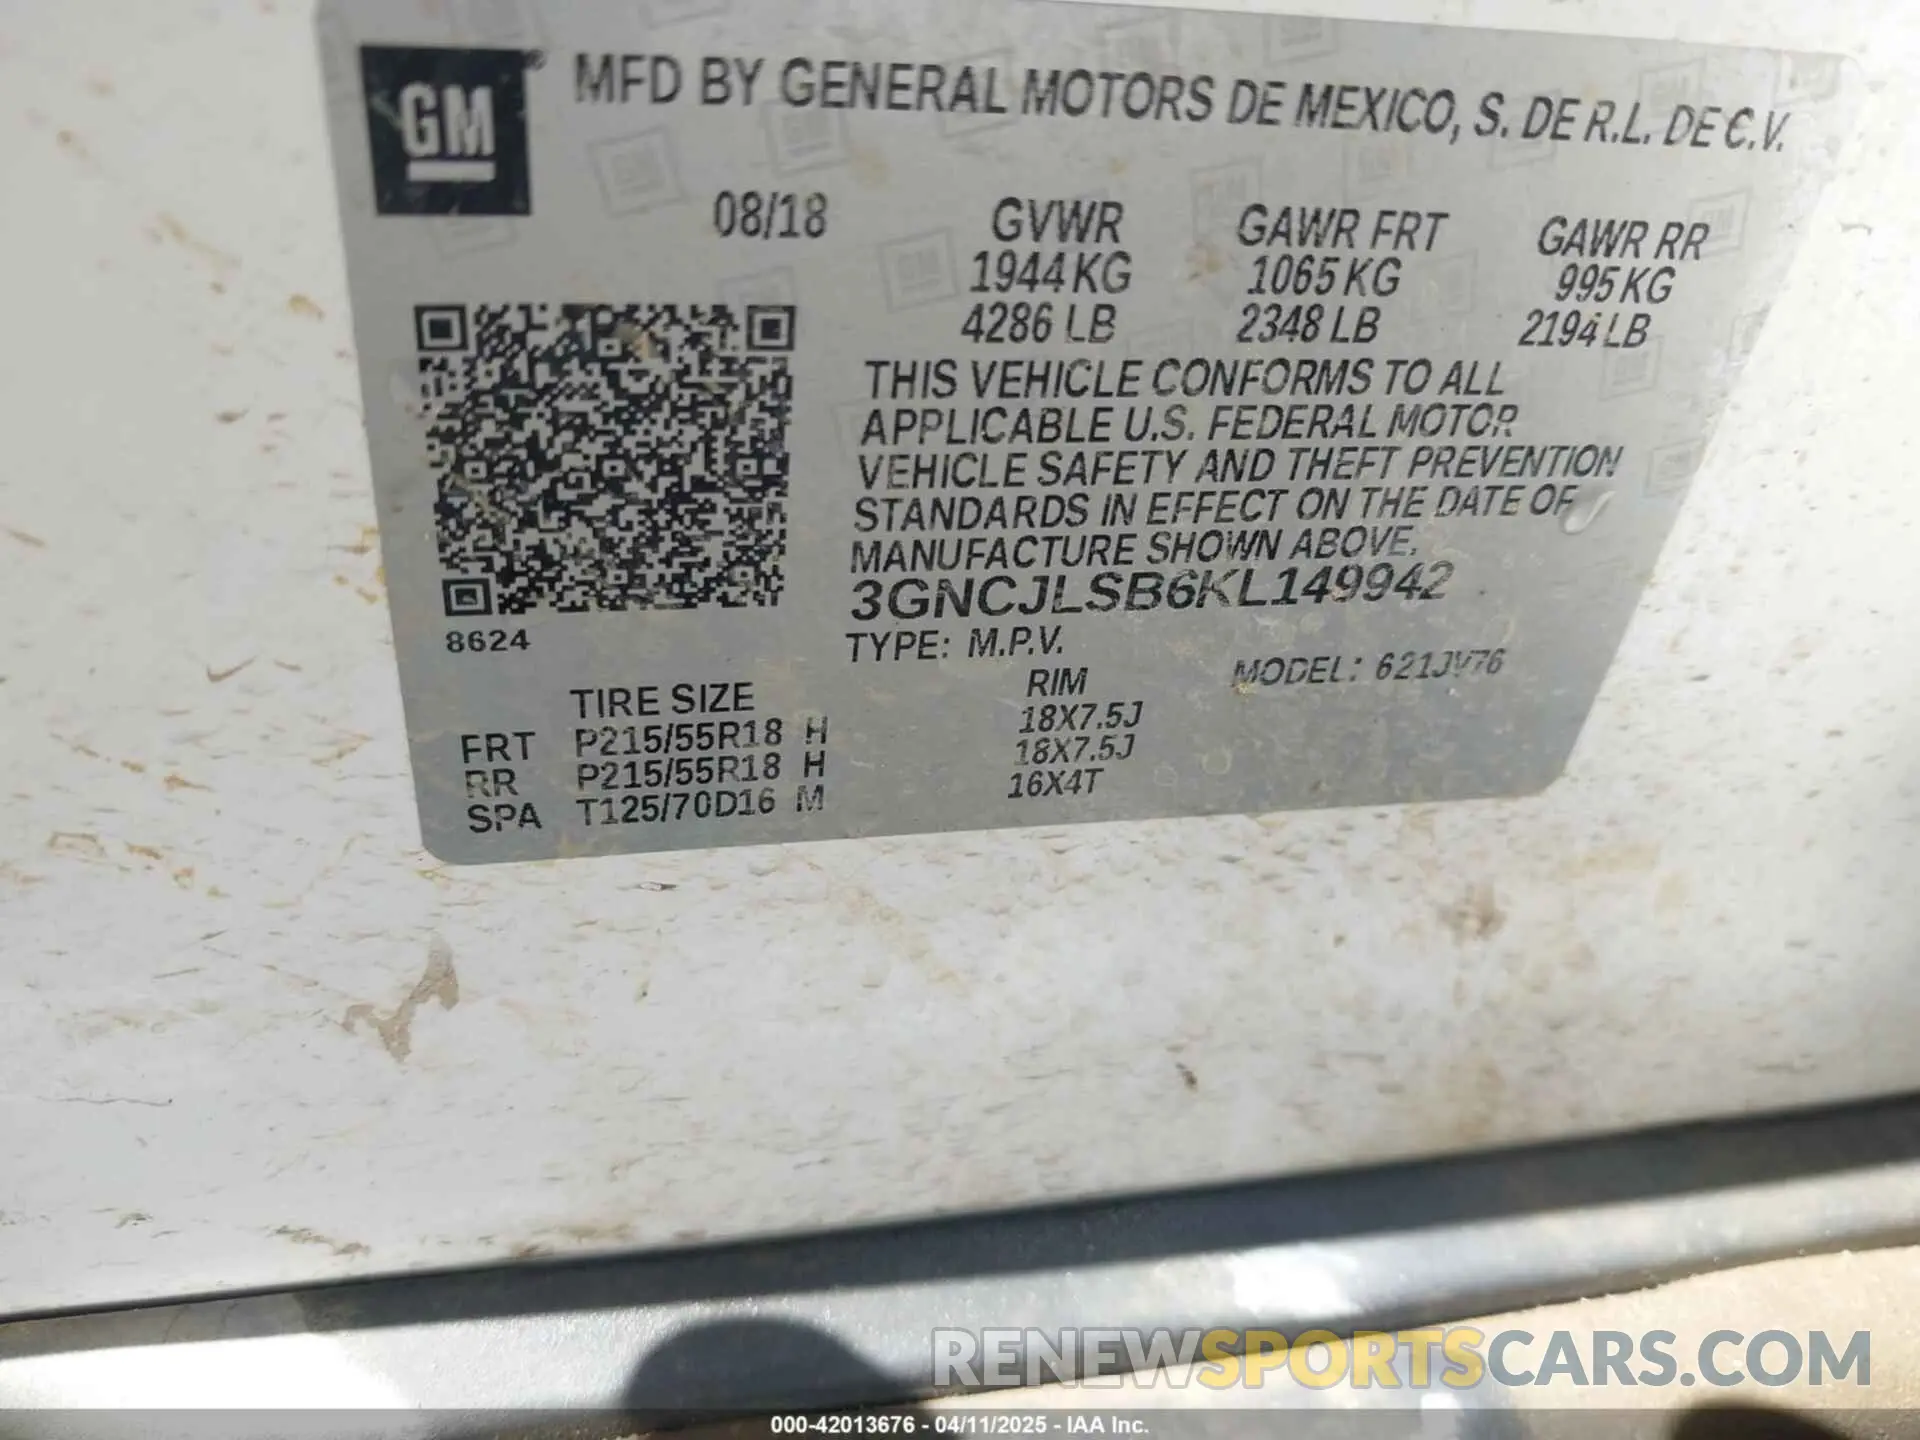 GM ® MFD BY GENERAL MOTORS DE MEXICO, S. DE R.L. DE C.V.
08/18 GVWR GAWR FRT GAWR RR
1944 KG 1065 KG 995 KG
4286 LB 2348 LB 2194 LB
THIS VEHICLE CONFORMS TO ALL
APPLICABLE U.S. FEDERAL MOTOR
VEHICLE SAFETY AND THEFT PREVENTION
STANDARDS IN EFFECT ON THE DATE OF
MANUFACTURE SHOWN ABOVE.
3GNCJLSB6KL149942
8624 TYPE: M.P.V. MODEL: 621JV76
TIRE SIZE RIM
FRT P215/55R18 H 18X7.5J
RR P215/55R18 H 18X7.5J
SPA T125/70D16 M 16X4T
RENEWSPORTSCARS.COM
000-42013676 - 04/11/2025 - IAA Inc.